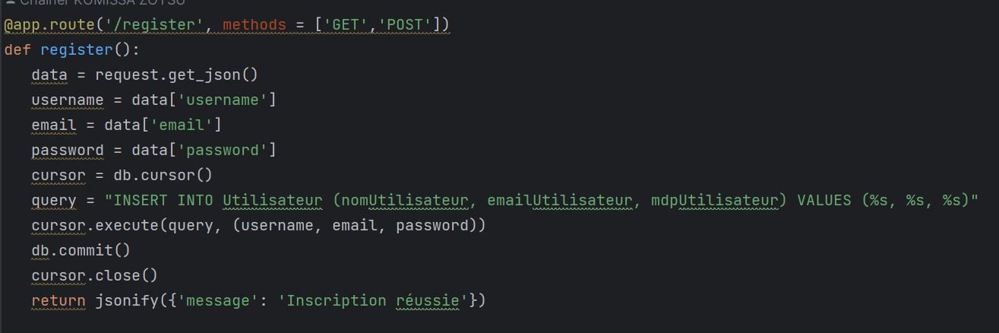 Chainer KOMISSA ZOTSU
@app.route('/register', methods = ['GET','POST'])
def register():
   data = request.get_json()
   username = data['username']
   email = data['email']
   password = data['password']
   cursor = db.cursor()
   query = "INSERT INTO Utilisateur (nomUtilisateur, emailUtilisateur, mdpUtilisateur) VALUES (%s, %s, %s)"
   cursor.execute(query, (username, email, password))
   db.commit()
   cursor.close()
   return jsonify({'message': 'Inscription réussie'})